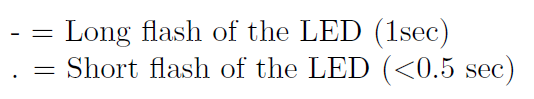 - = Long flash of the LED (1sec)
. = Short flash of the LED (<0.5 sec)